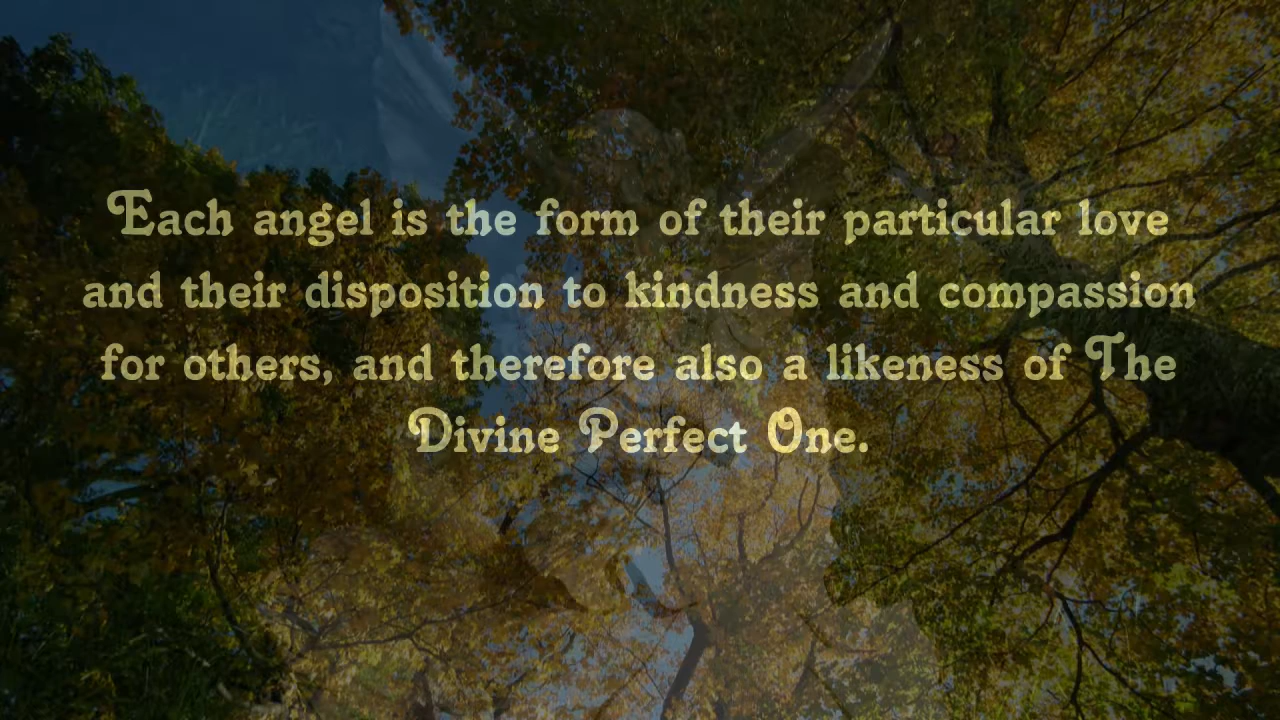 Each angel is the form of their particular love
and their disposition to kindness and compassion
for others, and therefore also a likeness of The
Divine Perfect One.